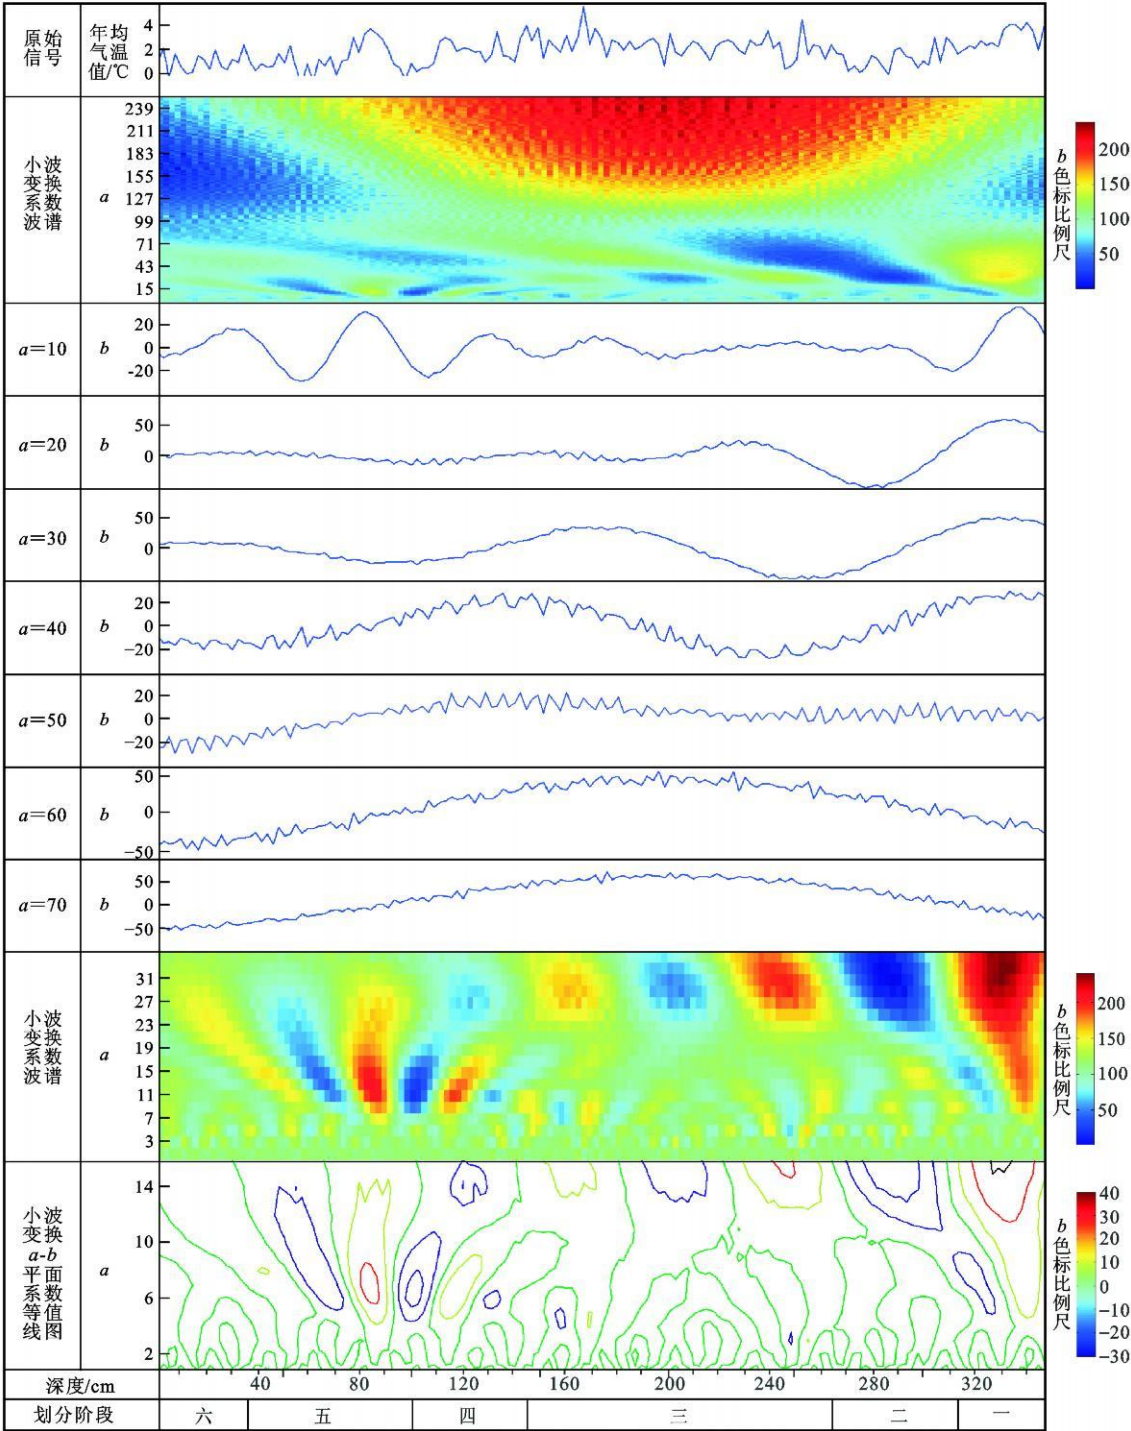 原始
信号
年均
气温
值/℃
4
2
0
小波
变换
系数
波谱
a
239
211
183
155
127
99
71
43
15
b
色标比例尺
200
150
100
50
a=10
b
20
0
-20
a=20
b
50
0
a=30
b
50
0
a=40
b
20
0
−20
a=50
b
20
0
−20
a=60
b
50
0
−50
a=70
b
50
0
−50
小波
变换
系数
波谱
a
31
27
23
19
15
11
7
3
b
色标比例尺
200
150
100
50
小波
变换
a-b
平面
系数
等值
线图
a
14
10
6
2
b
色标比例尺
40
30
20
10
0
−10
−20
−30
深度/cm
40 80 120 160 200 240 280 320
划分阶段
六 五 四 三 二 一